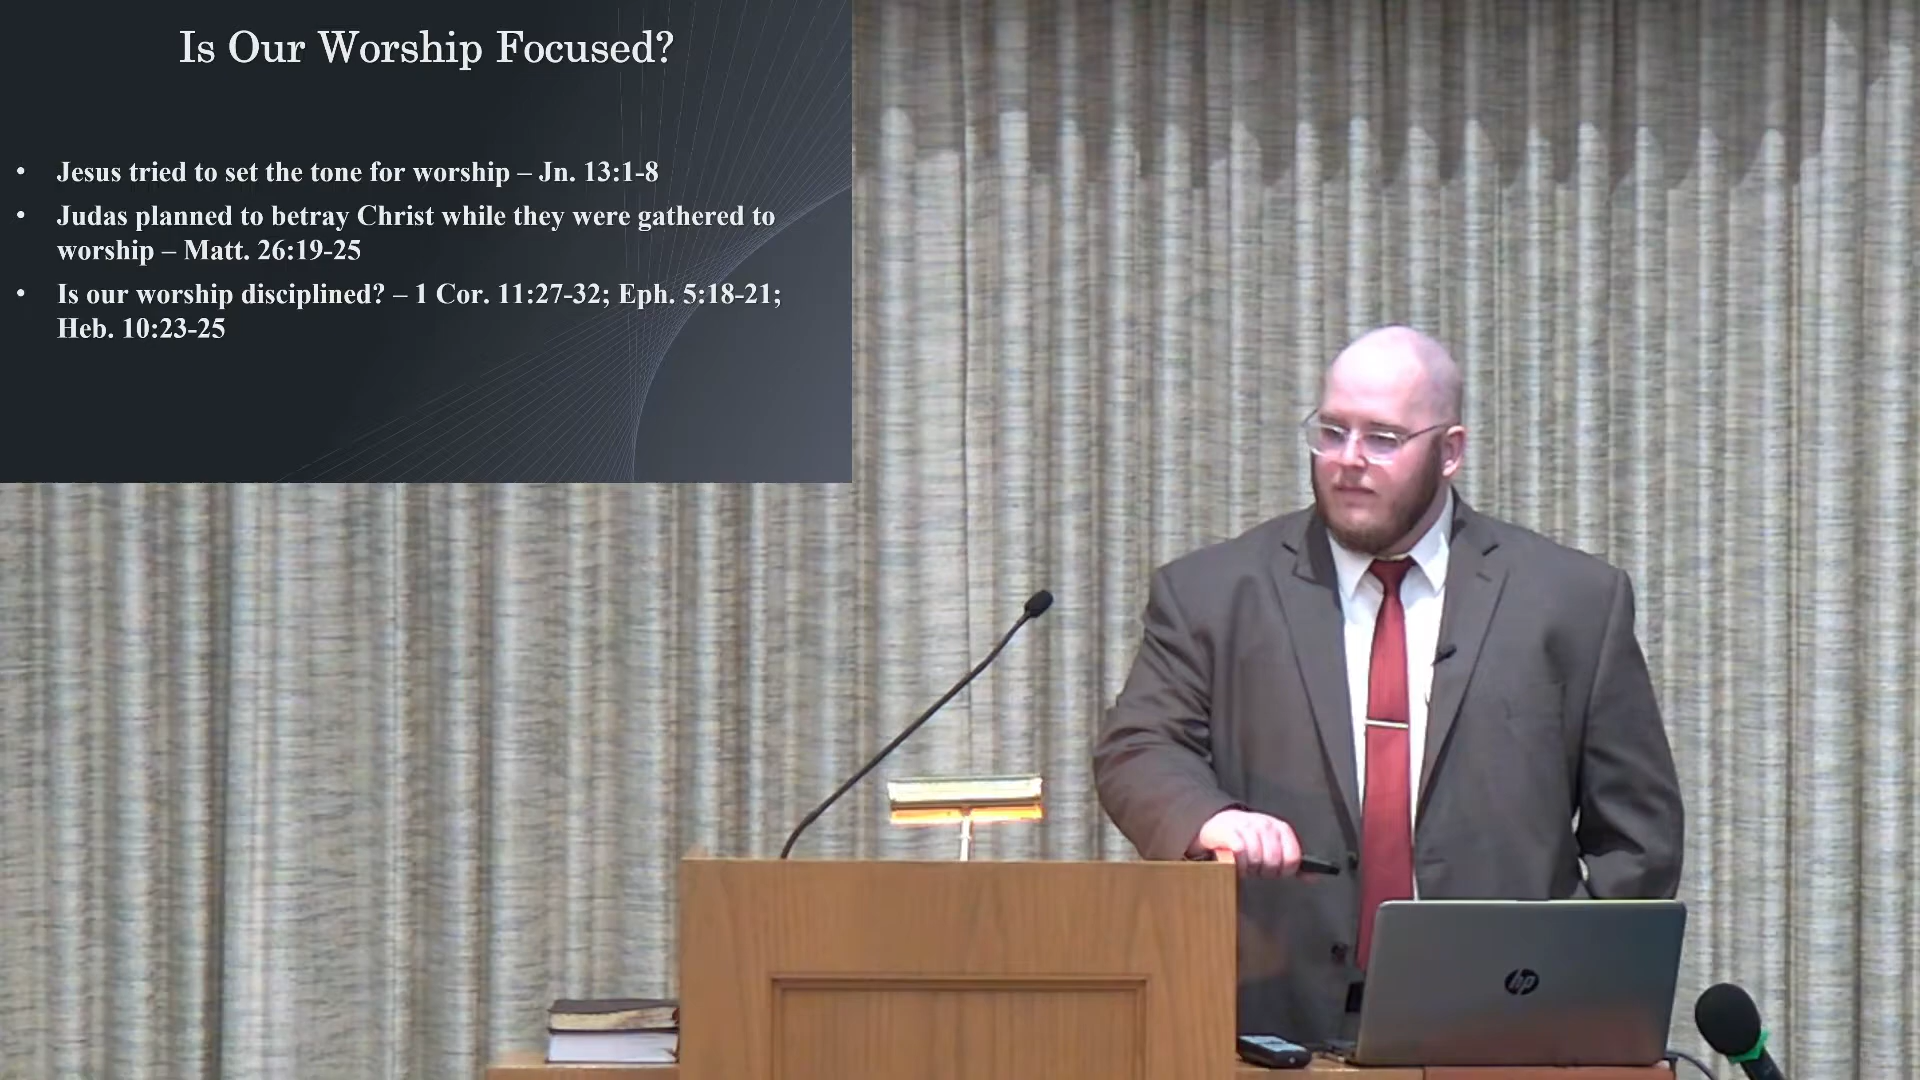 Is Our Worship Focused?
• Jesus tried to set the tone for worship – Jn. 13:1-8
• Judas planned to betray Christ while they were gathered to
worship – Matt. 26:19-25
• Is our worship disciplined? – 1 Cor. 11:27-32; Eph. 5:18-21;
Heb. 10:23-25
hp